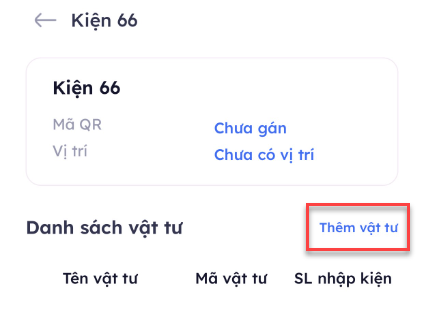 Kiện 66
Kiện 66
Mã QR Chưa gán
Vị trí Chưa có vị trí
Danh sách vật tư Thêm vật tư
Tên vật tư Mã vật tư SL nhập kiện